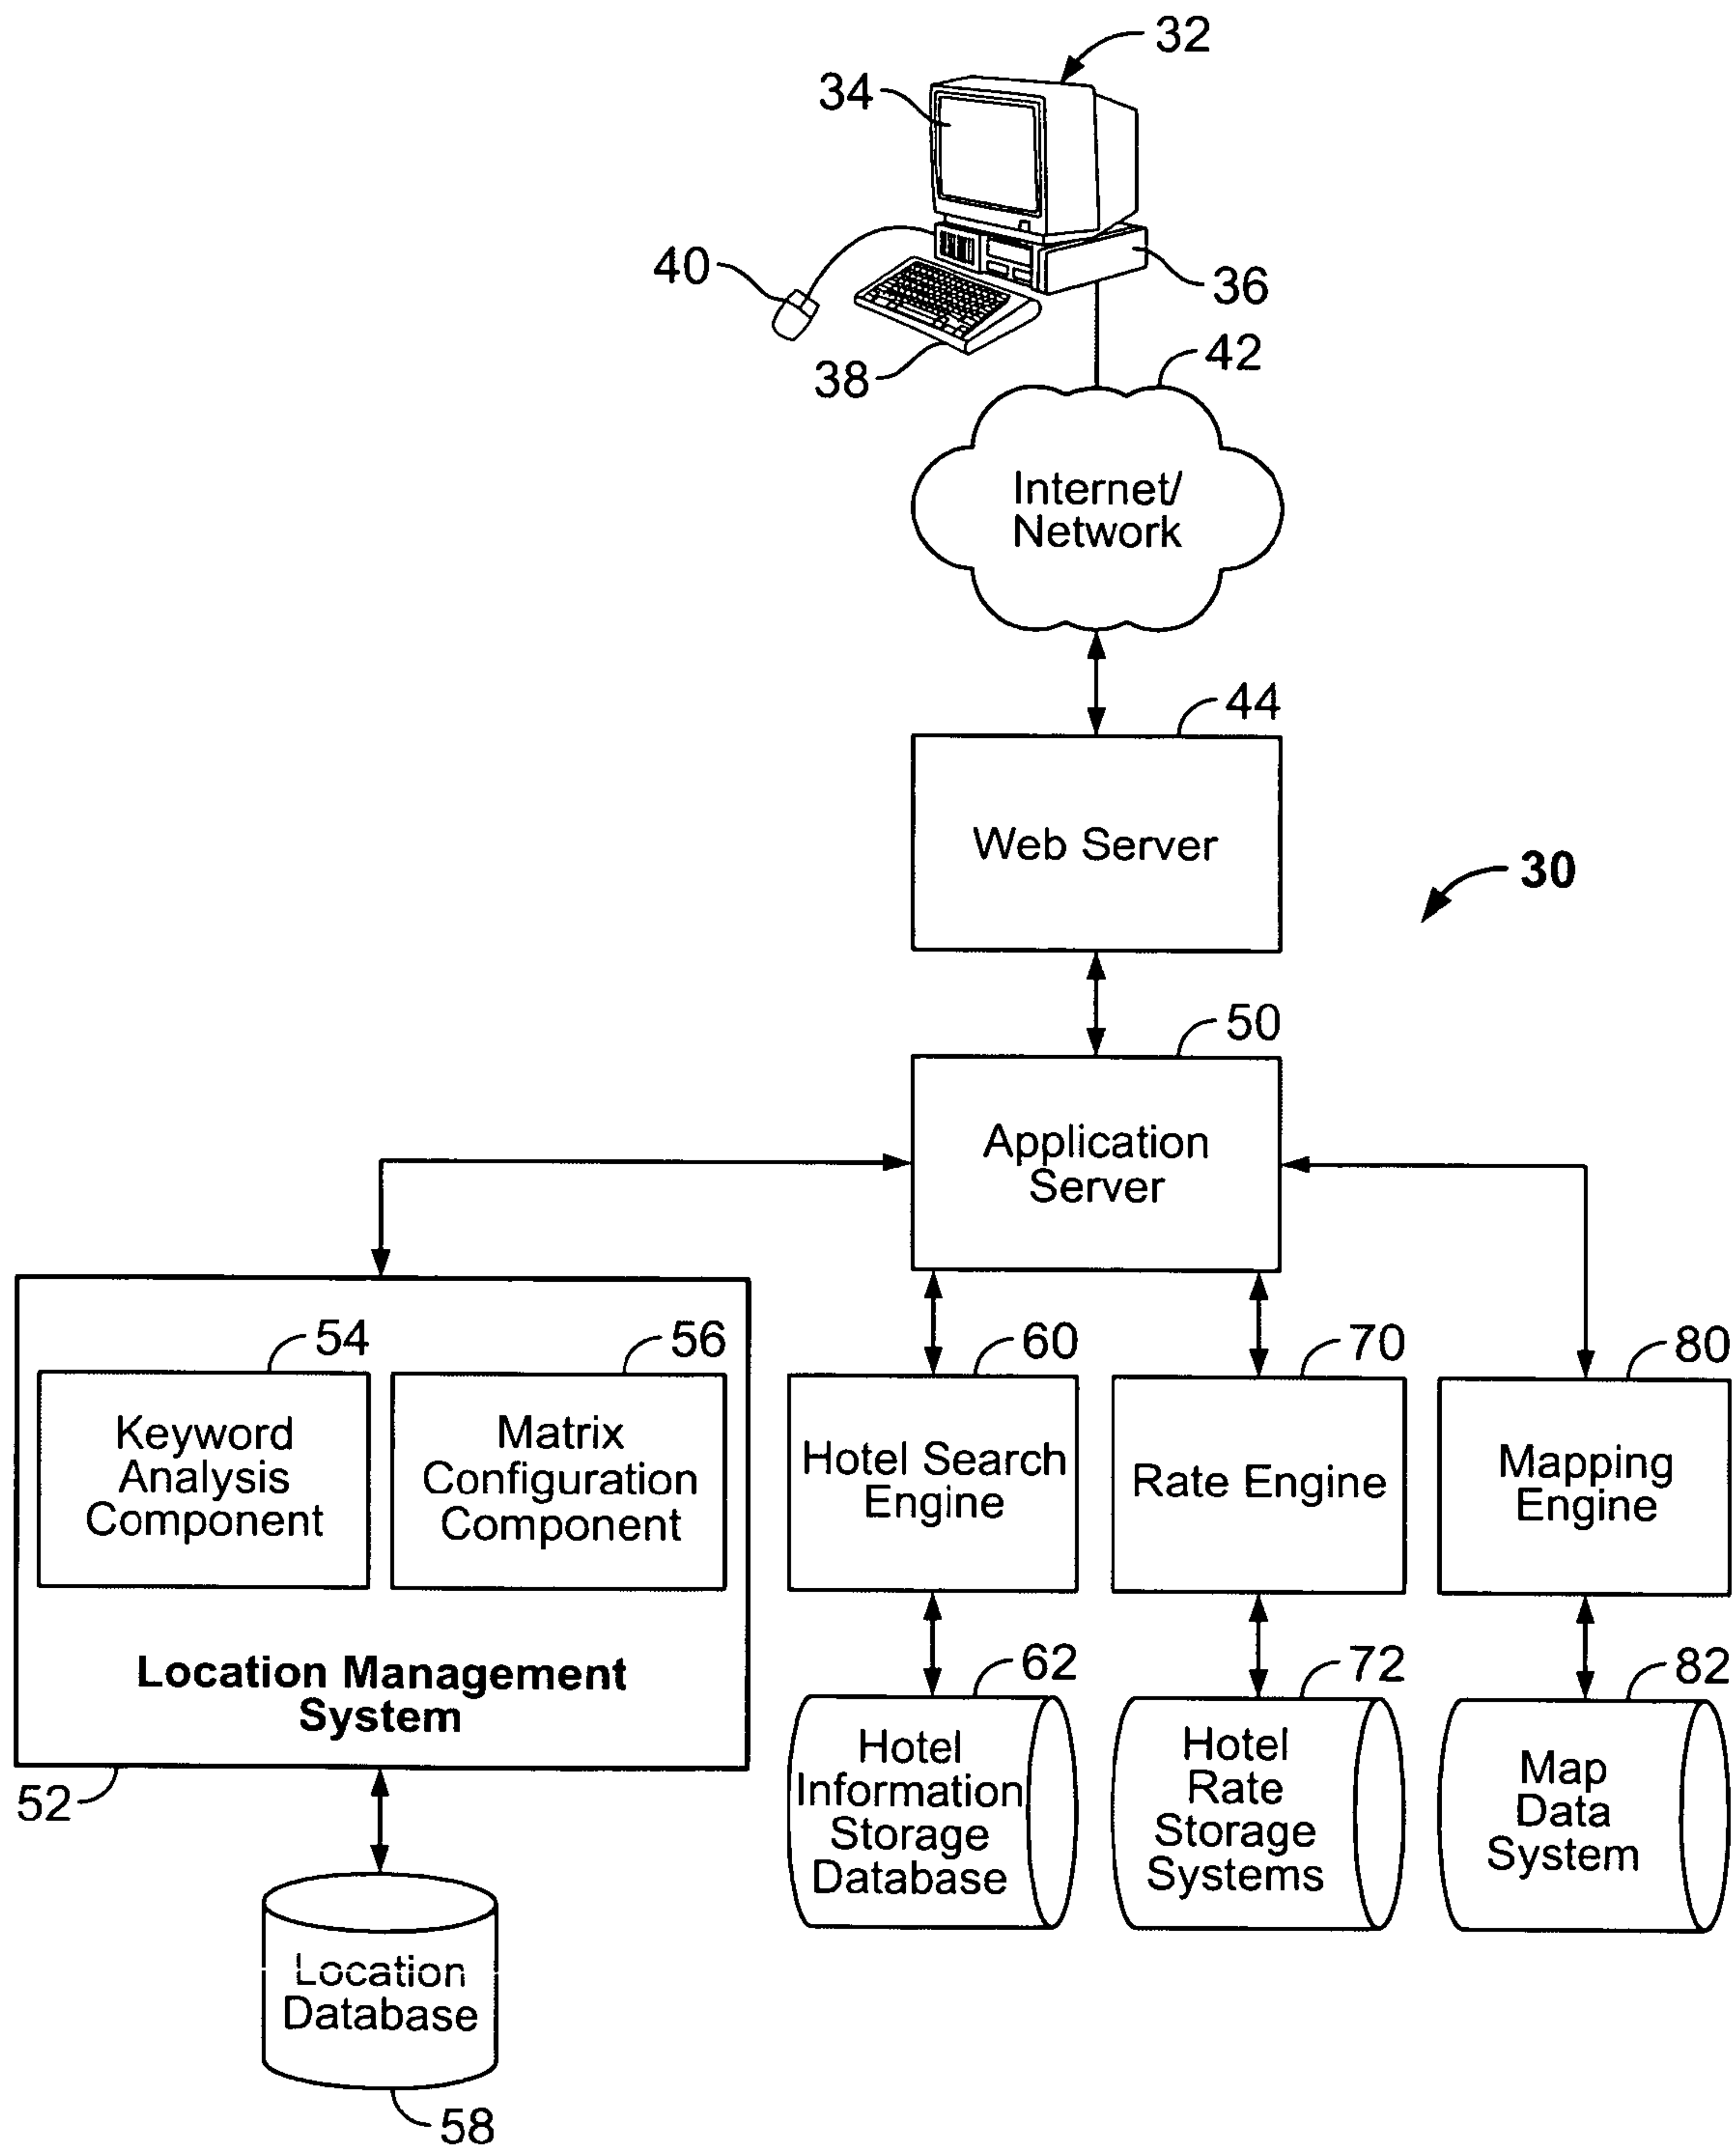 32
34
40
36
38
42
Internet/
Network
44
Web Server
30
50
Application
Server
54
56
60
70
80
Keyword
Analysis
Component
Matrix
Configuration
Component
Hotel Search
Engine
Rate Engine
Mapping
Engine
Location Management
System
52
62
72
82
Hotel
Information
Storage
Database
Hotel
Rate
Storage
Systems
Map
Data
System
Location
Database
58